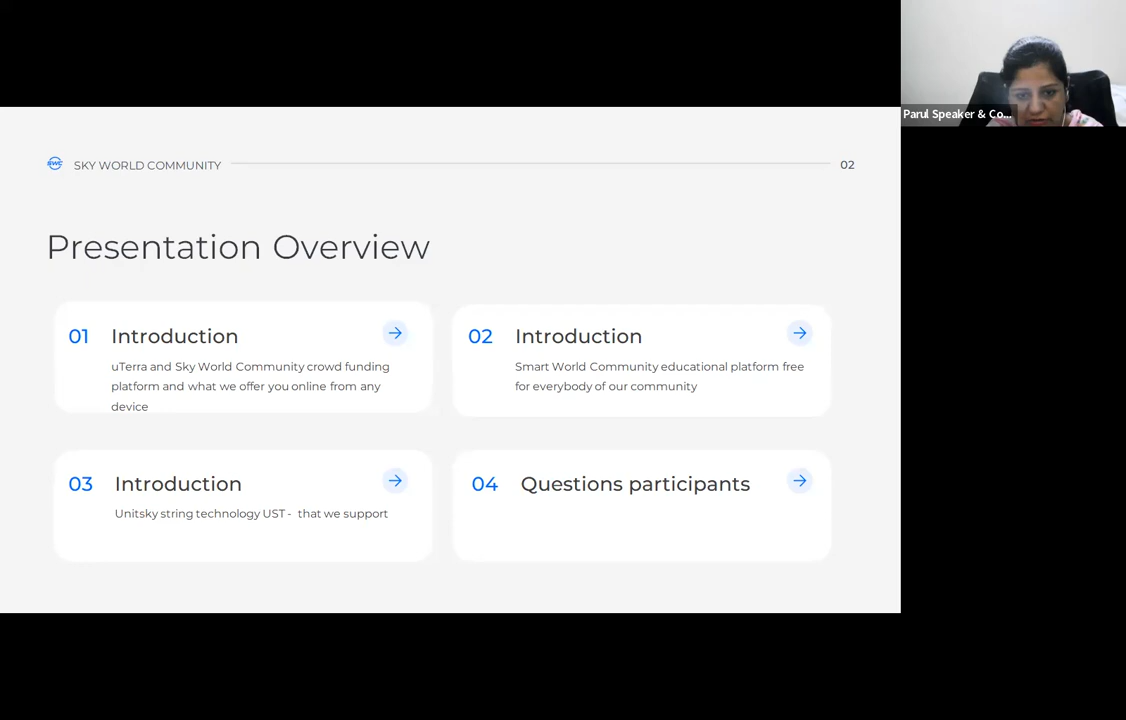 Parul Speaker & Co...
SWC
SKY WORLD COMMUNITY
02
Presentation Overview
01 Introduction
uTerra and Sky World Community crowd funding
platform and what we offer you online from any
device
02 Introduction
Smart World Community educational platform free
for everybody of our community
03 Introduction
Unitsky string technology UST - that we support
04 Questions participants